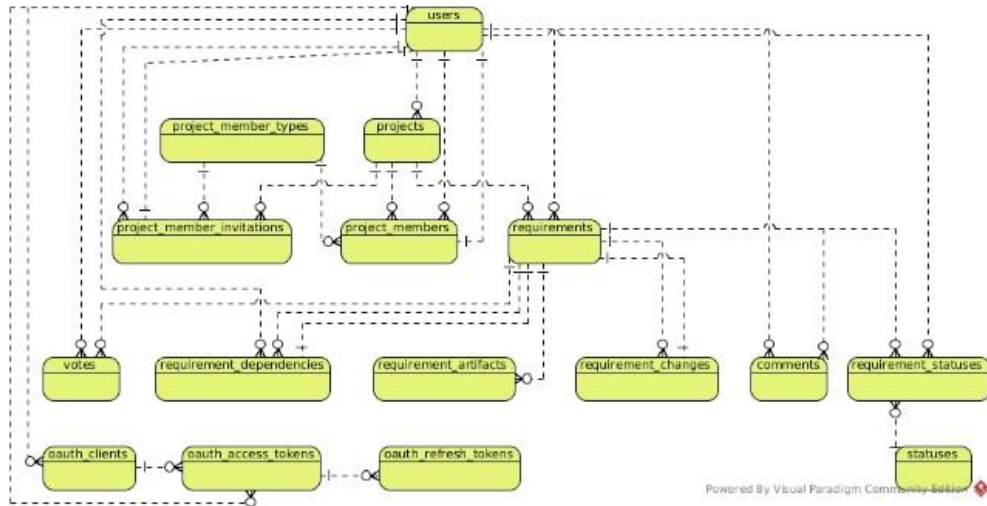 users
project_member_types
projects
project_member_invitations
project_members
requirements
votes
requirement_dependencies
requirement_artifacts
requirement_changes
comments
requirement_statuses
oauth_clients
oauth_access_tokens
oauth_refresh_tokens
statuses
Powered By Visual Paradigm Community Edition